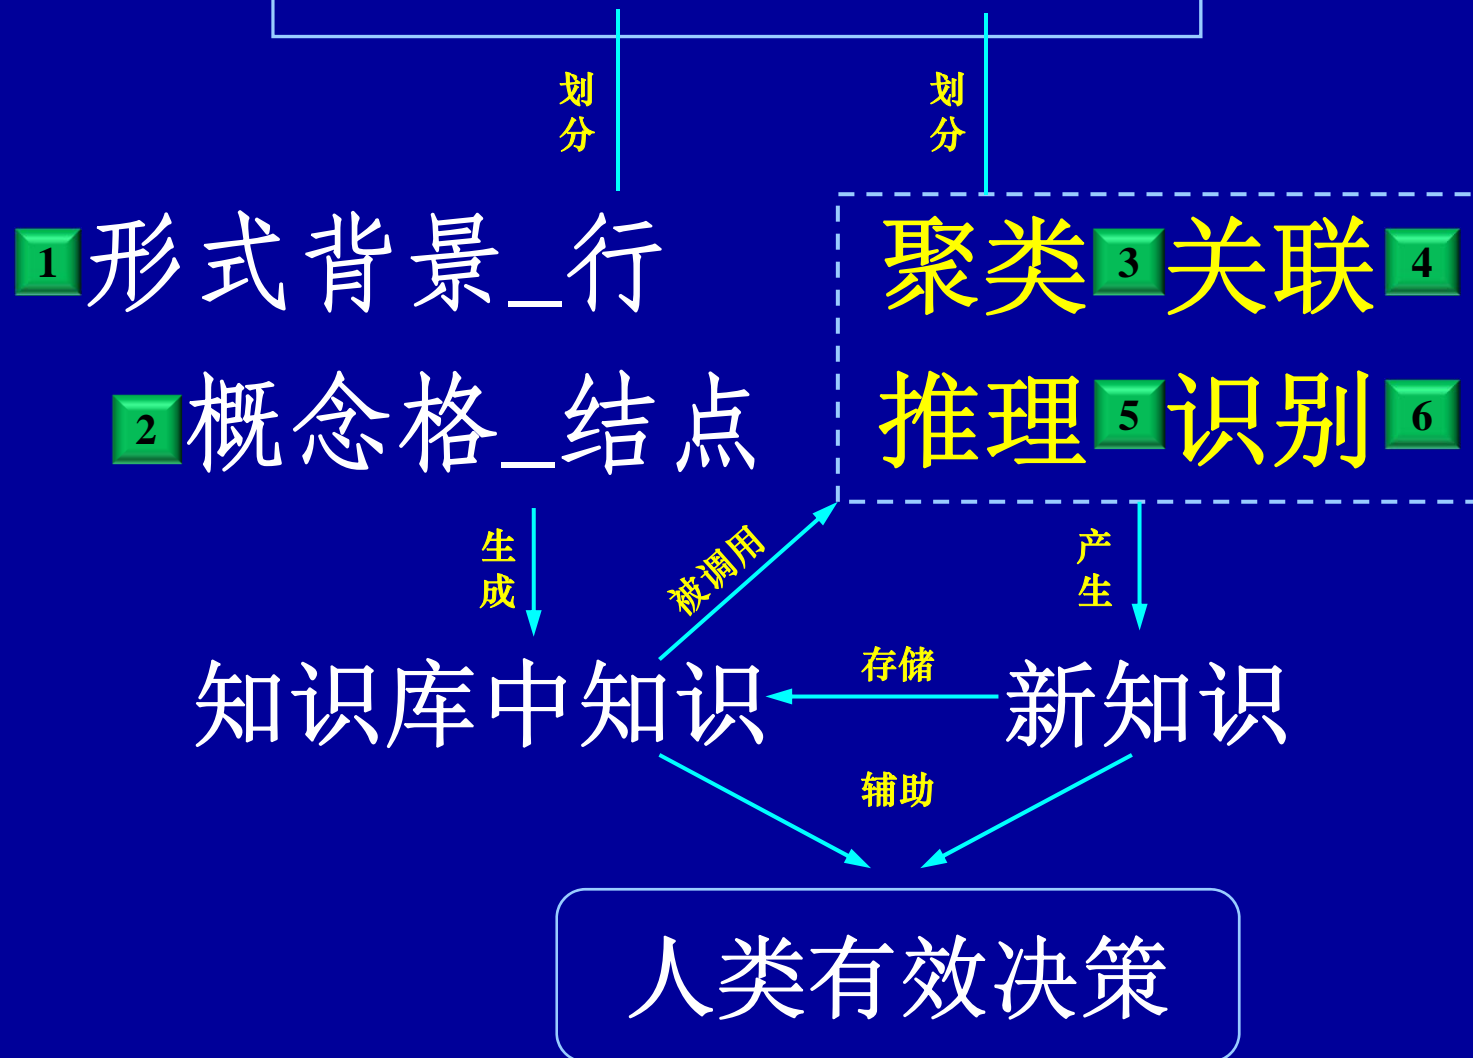 划分
划分
1 形式背景_行
聚类 3 关联 4
2 概念格_结点
推理 5 识别 6
生成
被调用
产生
知识库中知识
存储
新知识
辅助
人类有效决策